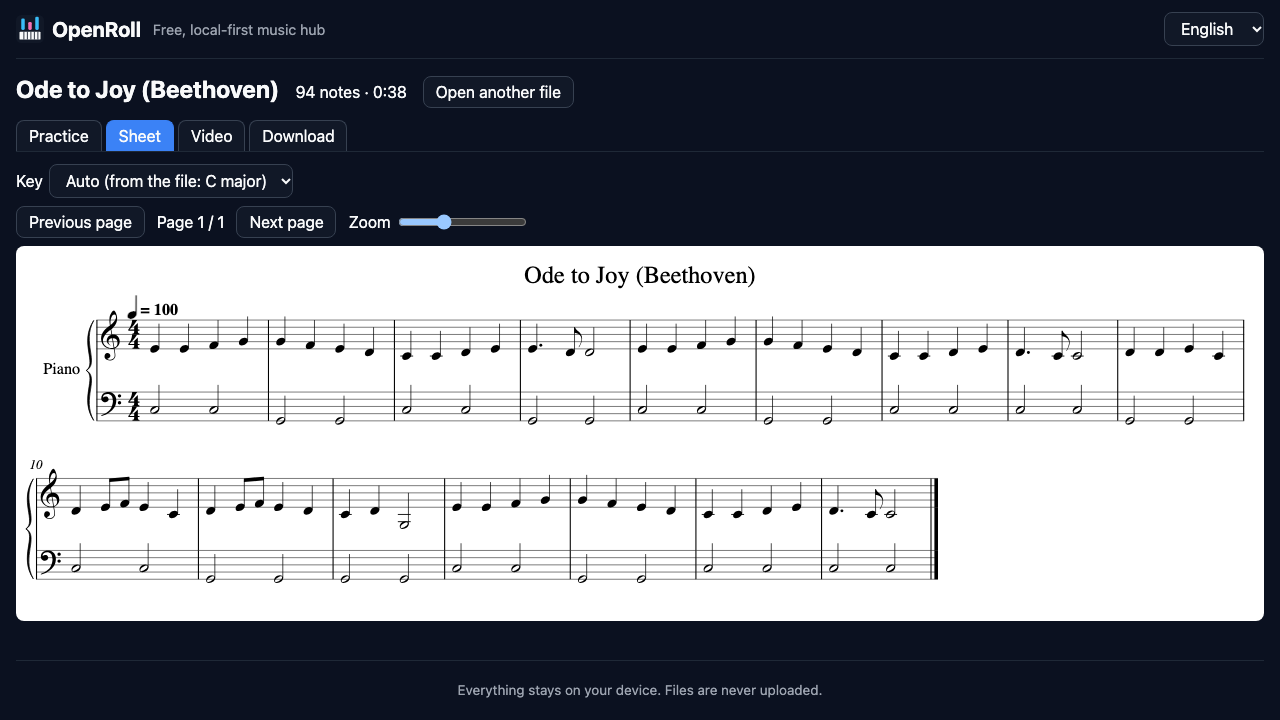 OpenRoll Free, local-first music hub English
Ode to Joy (Beethoven) 94 notes · 0:38 Open another file
Practice Sheet Video Download
Key Auto (from the file: C major)
Previous page Page 1 / 1 Next page Zoom
Ode to Joy (Beethoven)
= 100
Piano
4
4
4
4
10
Everything stays on your device. Files are never uploaded.